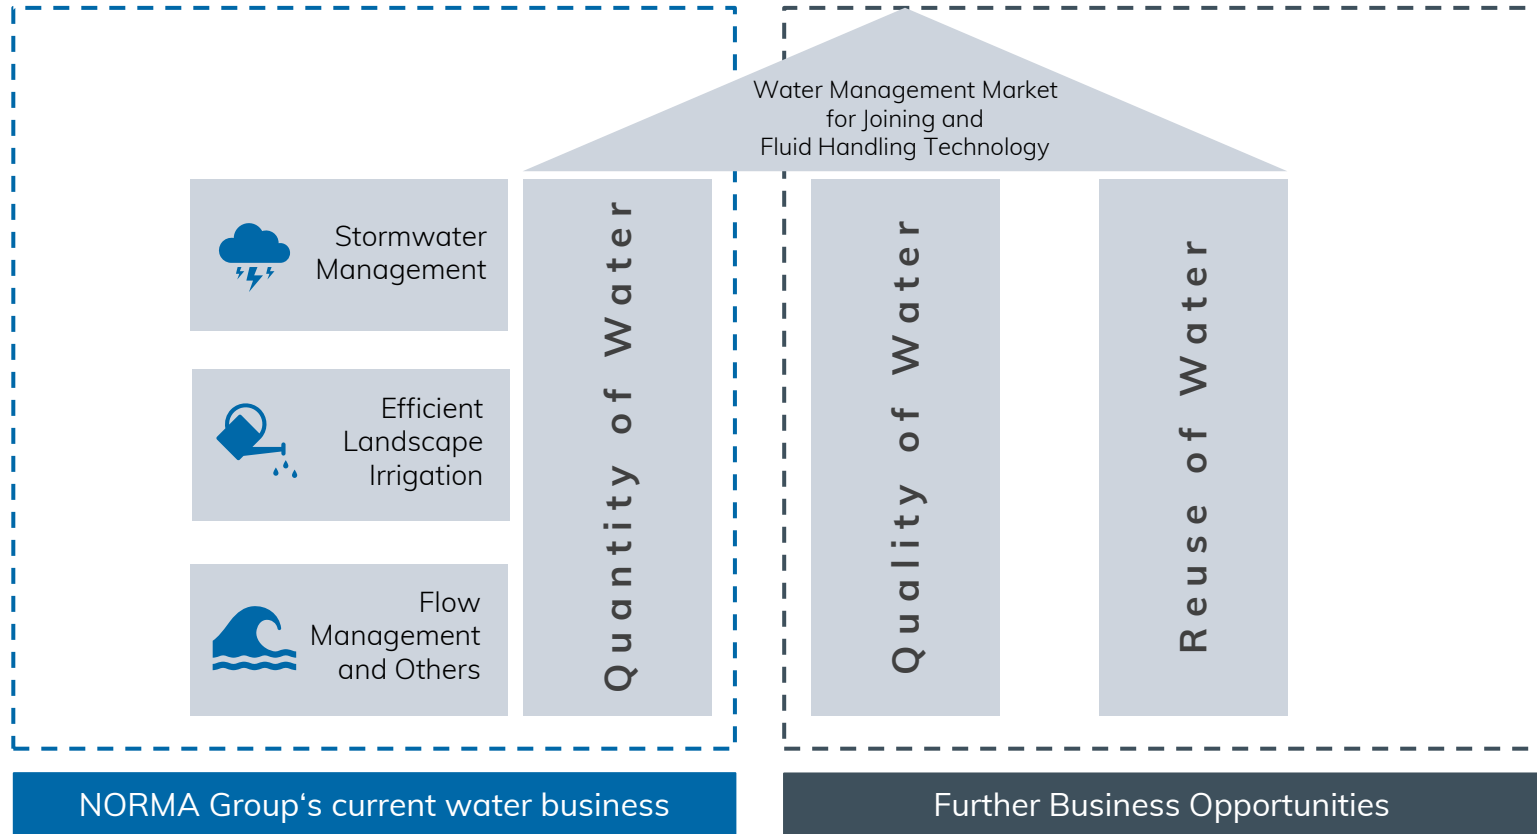 Water Management Market
for Joining and
Fluid Handling Technology
Stormwater
Management
Efficient
Landscape
Irrigation
Flow
Management
and Others
Quantity of Water
Quality of Water
Reuse of Water
NORMA Group‘s current water business
Further Business Opportunities